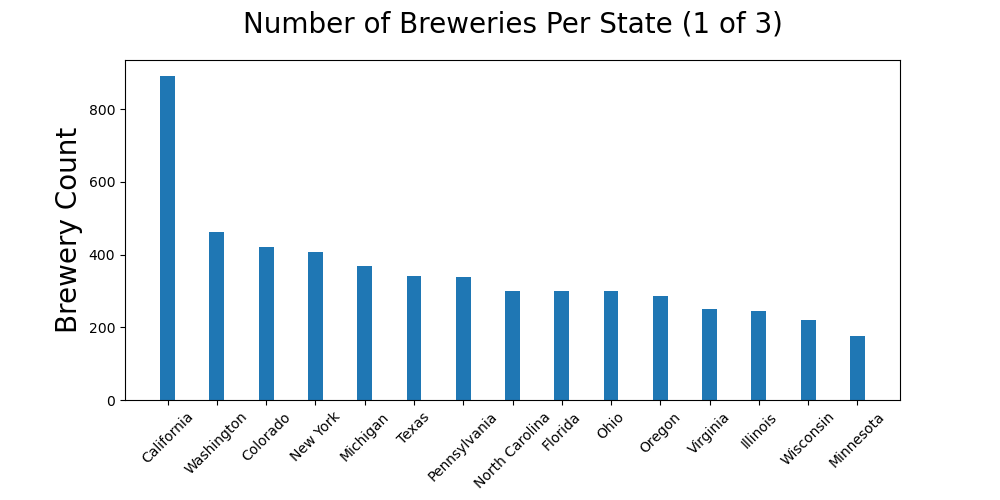 Number of Breweries Per State (1 of 3)
Brewery Count
800
600
400
200
0
California
Washington
Colorado
New York
Michigan
Texas
Pennsylvania
North Carolina
Florida
Ohio
Oregon
Virginia
Illinois
Wisconsin
Minnesota